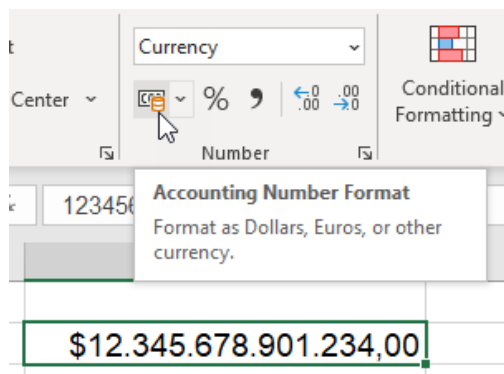 Currency
Center
%
Conditional
Formatting
Number
12345
Accounting Number Format
Format as Dollars, Euros, or other
currency.
$12.345.678.901.234,00